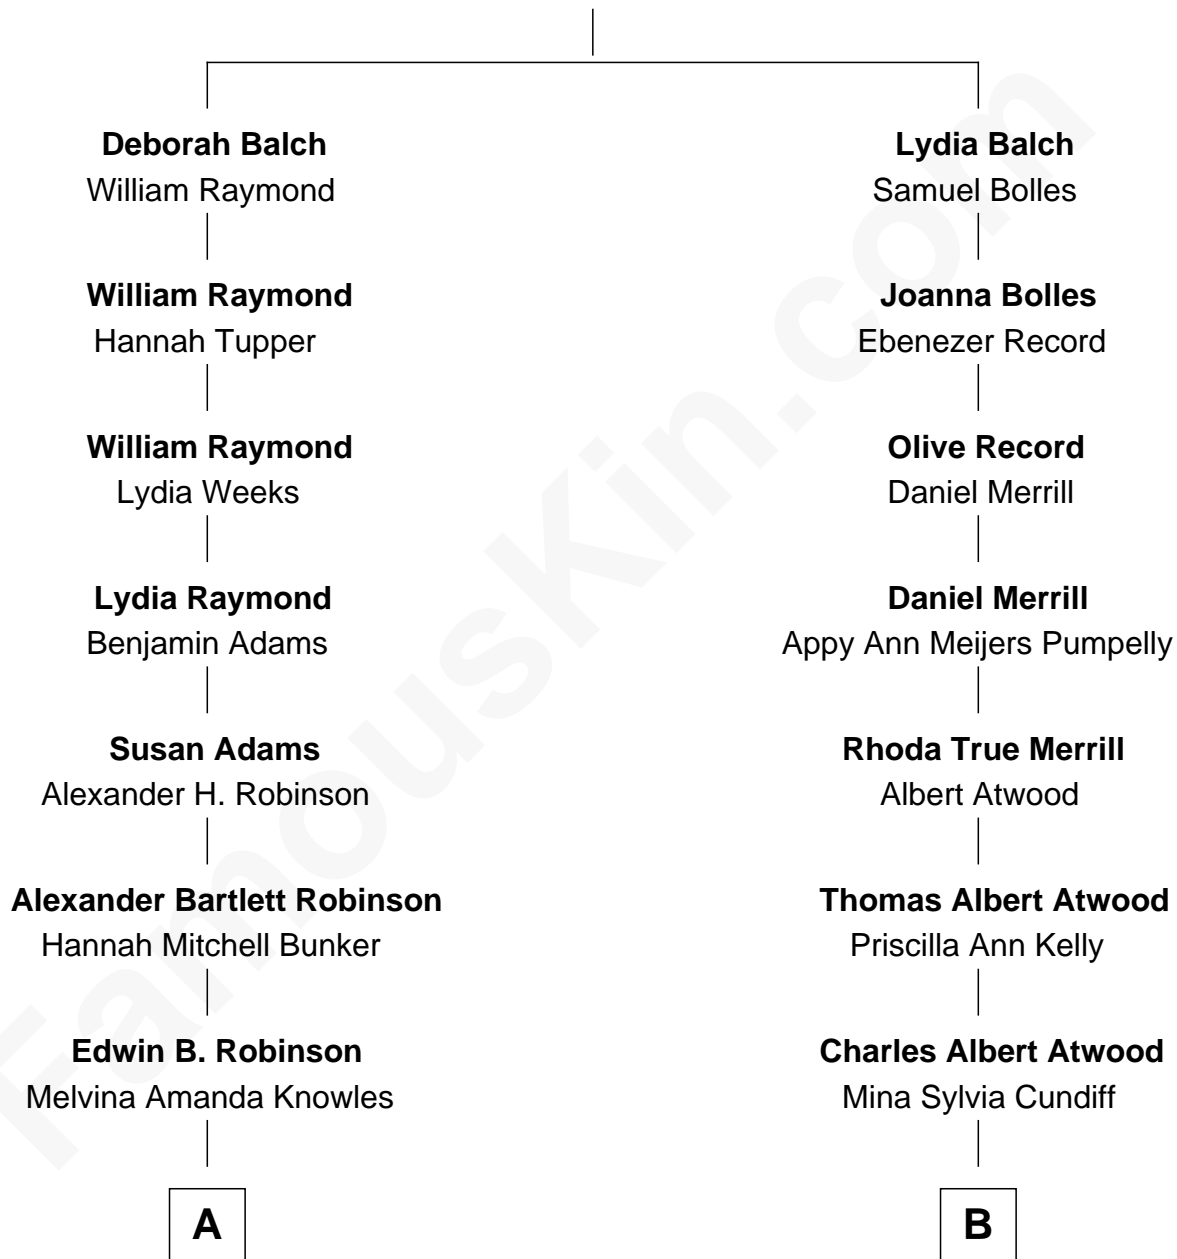 Deborah Balch
William Raymond
William Raymond
Hannah Tupper
William Raymond
Lydia Weeks
Lydia Raymond
Benjamin Adams
Susan Adams
Alexander H. Robinson
Alexander Bartlett Robinson
Hannah Mitchell Bunker
Edwin B. Robinson
Melvina Amanda Knowles
A
Lydia Balch
Samuel Bolles
Joanna Bolles
Ebenezer Record
Olive Record
Daniel Merrill
Daniel Merrill
Appy Ann Meijers Pumpelly
Rhoda True Merrill
Albert Atwood
Thomas Albert Atwood
Priscilla Ann Kelly
Charles Albert Atwood
Mina Sylvia Cundiff
B
FamousKin.com